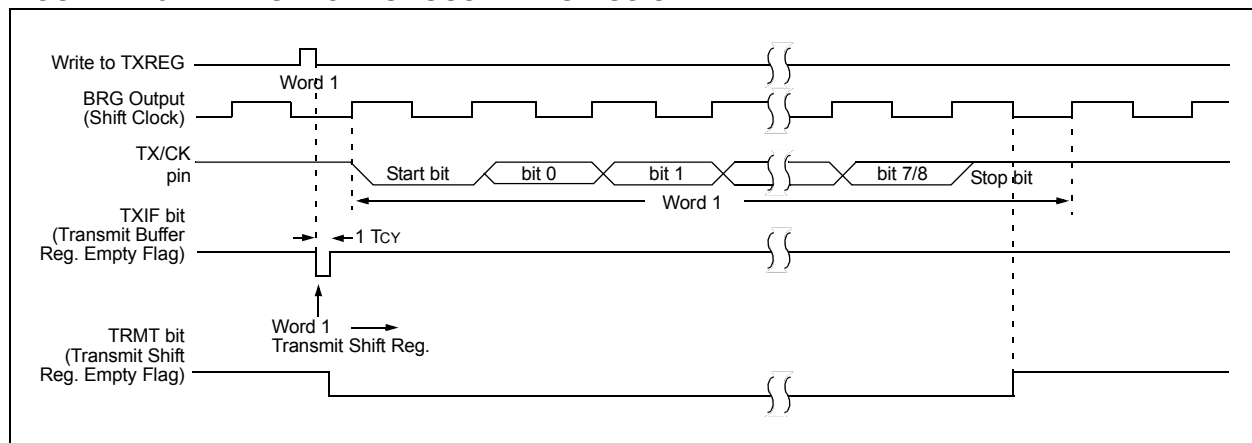 Write to TXREG
Word 1
BRG Output
(Shift Clock)
TX/CK
pin
Start bit
bit 0
bit 1
bit 7/8
Stop bit
Word 1
TXIF bit
(Transmit Buffer
Reg. Empty Flag)
1 TCY
Word 1
Transmit Shift Reg.
TRMT bit
(Transmit Shift
Reg. Empty Flag)